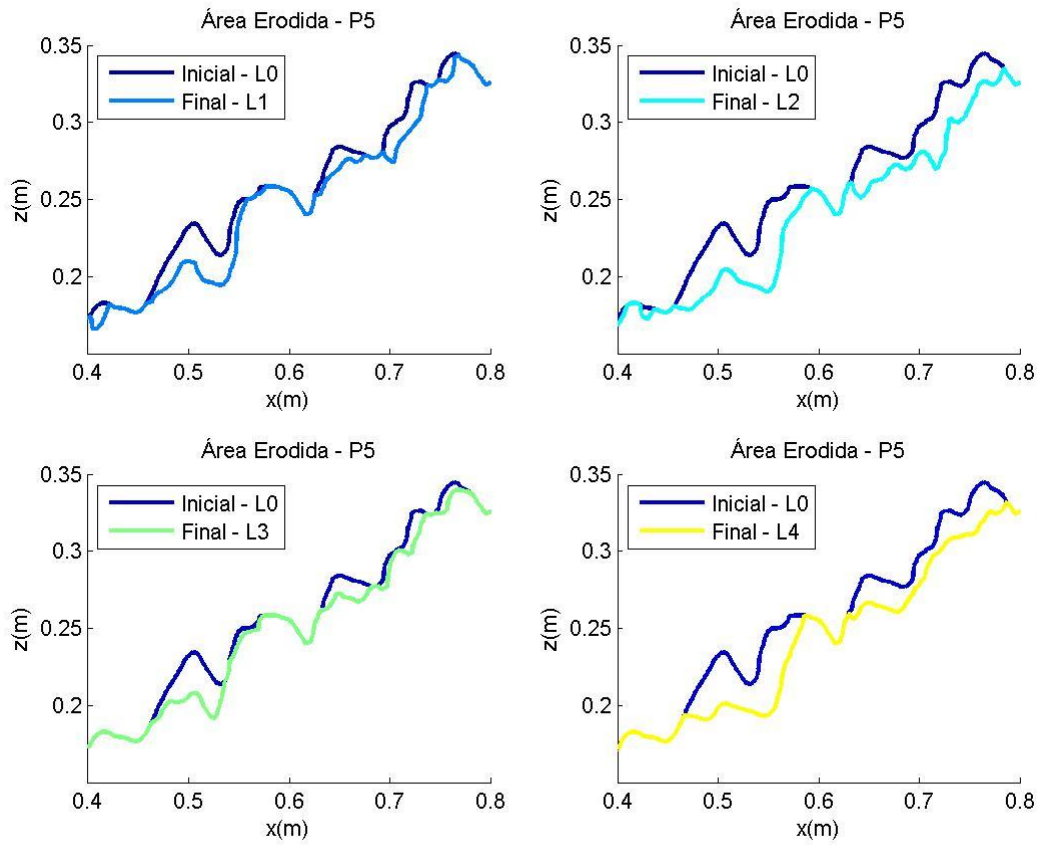 Área Erodida - P5
0.35
0.3
0.25
0.2
z(m)
Inicial - L0
Final - L1
0.4 0.5 0.6 0.7 0.8
x(m)
Área Erodida - P5
0.35
0.3
0.25
0.2
z(m)
Inicial - L0
Final - L2
0.4 0.5 0.6 0.7 0.8
x(m)
Área Erodida - P5
0.35
0.3
0.25
0.2
z(m)
Inicial - L0
Final - L3
0.4 0.5 0.6 0.7 0.8
x(m)
Área Erodida - P5
0.35
0.3
0.25
0.2
z(m)
Inicial - L0
Final - L4
0.4 0.5 0.6 0.7 0.8
x(m)